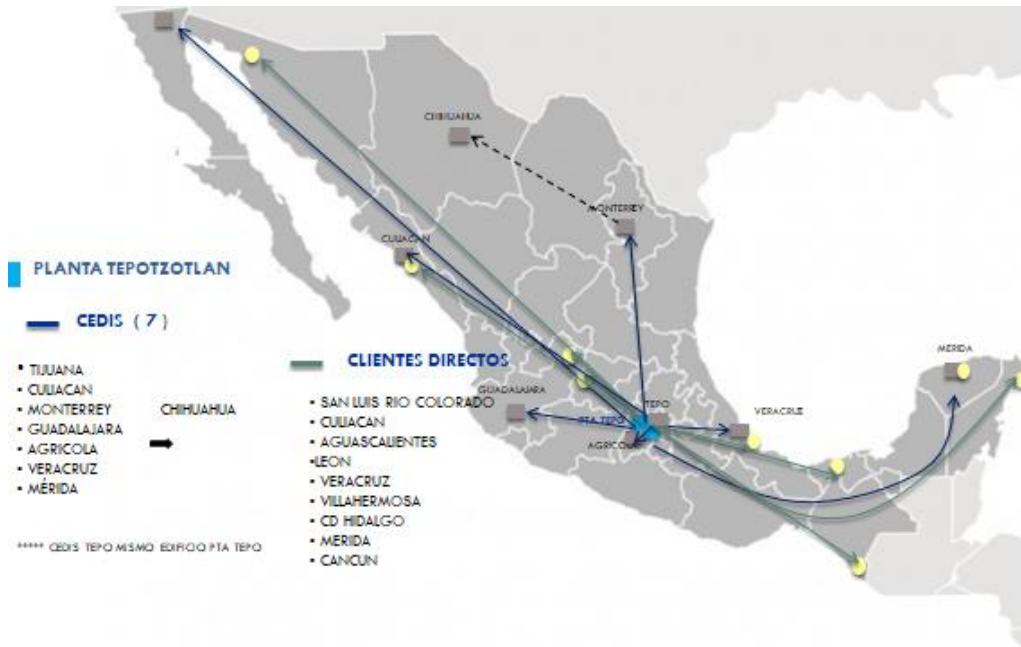 CHIHUAHUA
MONTERREY
CULIACAN
PLANTA TEPOTZOTLAN
CEDIS ( 7 )
• TIJUANA
• CULIACAN
• MONTERREY
• GUADALAJARA
• AGRICOLA
• VERACRUZ
• MÉRIDA
CHIHUAHUA
***** CEDIS TEPO MISMO EDIFICIO PTA TEPO
CLIENTES DIRECTOS
• SAN LUIS RIO COLORADO
• CULIACAN
• AGUASCALIENTES
•LEON
• VERACRUZ
• VILLAHERMOSA
• CD HIDALGO
• MERIDA
• CANCUN
GUADALAJARA
PTA TEPO
TEPO
AGRICOLA
VERACRUZ
MERIDA